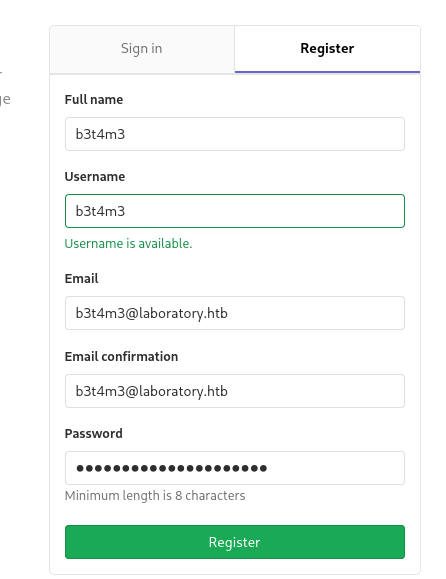 Sign in
Register
ge
Full name
b3t4m3
Username
b3t4m3
Username is available.
Email
b3t4m3@laboratory.htb
Email confirmation
b3t4m3@laboratory.htb
Password
●●●●●●●●●●●●●●●●●●●●●
Minimum length is 8 characters
Register